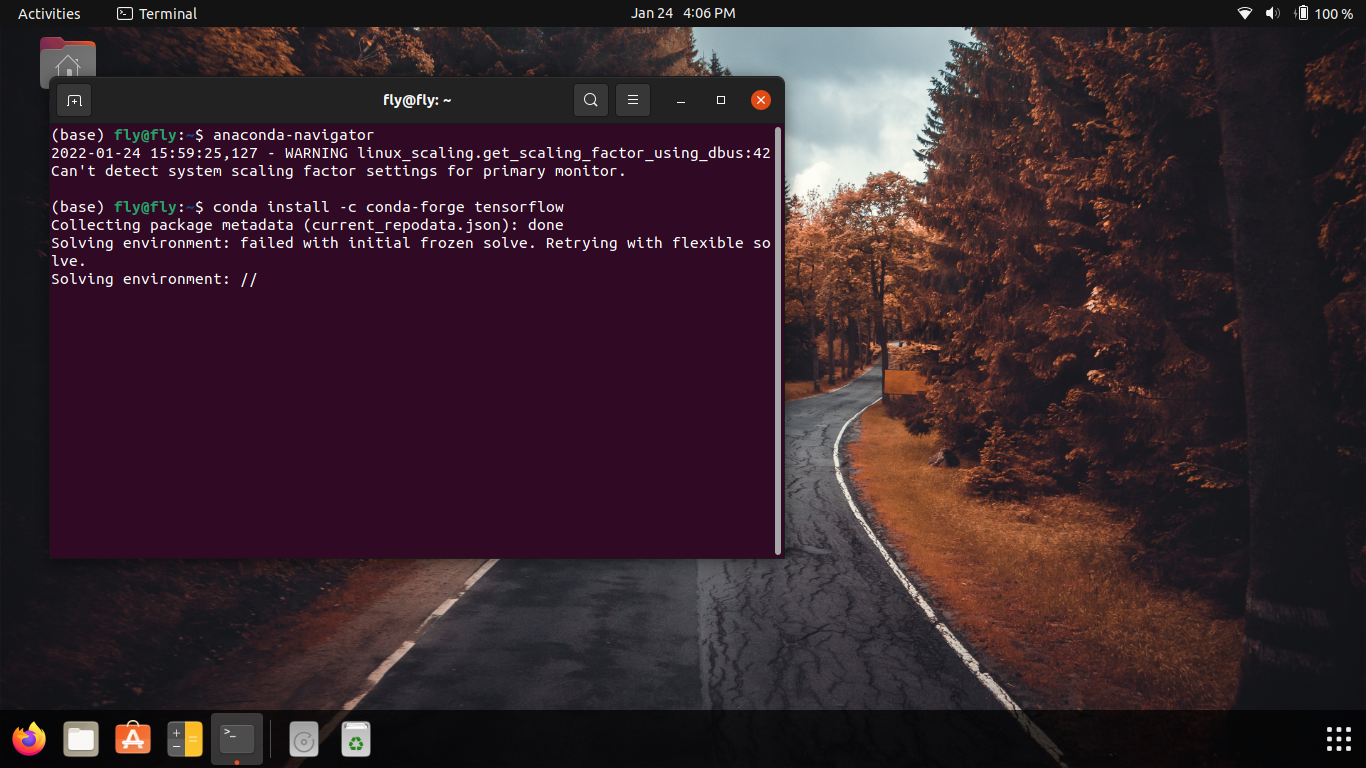 Activities
Terminal
Jan 24 4:06 PM
100 %
fly@fly: ~
(base) fly@fly:~$ anaconda-navigator
2022-01-24 15:59:25,127 - WARNING linux_scaling.get_scaling_factor_using_dbus:42
Can't detect system scaling factor settings for primary monitor.
(base) fly@fly:~$ conda install -c conda-forge tensorflow
Collecting package metadata (current_repodata.json): done
Solving environment: failed with initial frozen solve. Retrying with flexible so
lve.
Solving environment: //